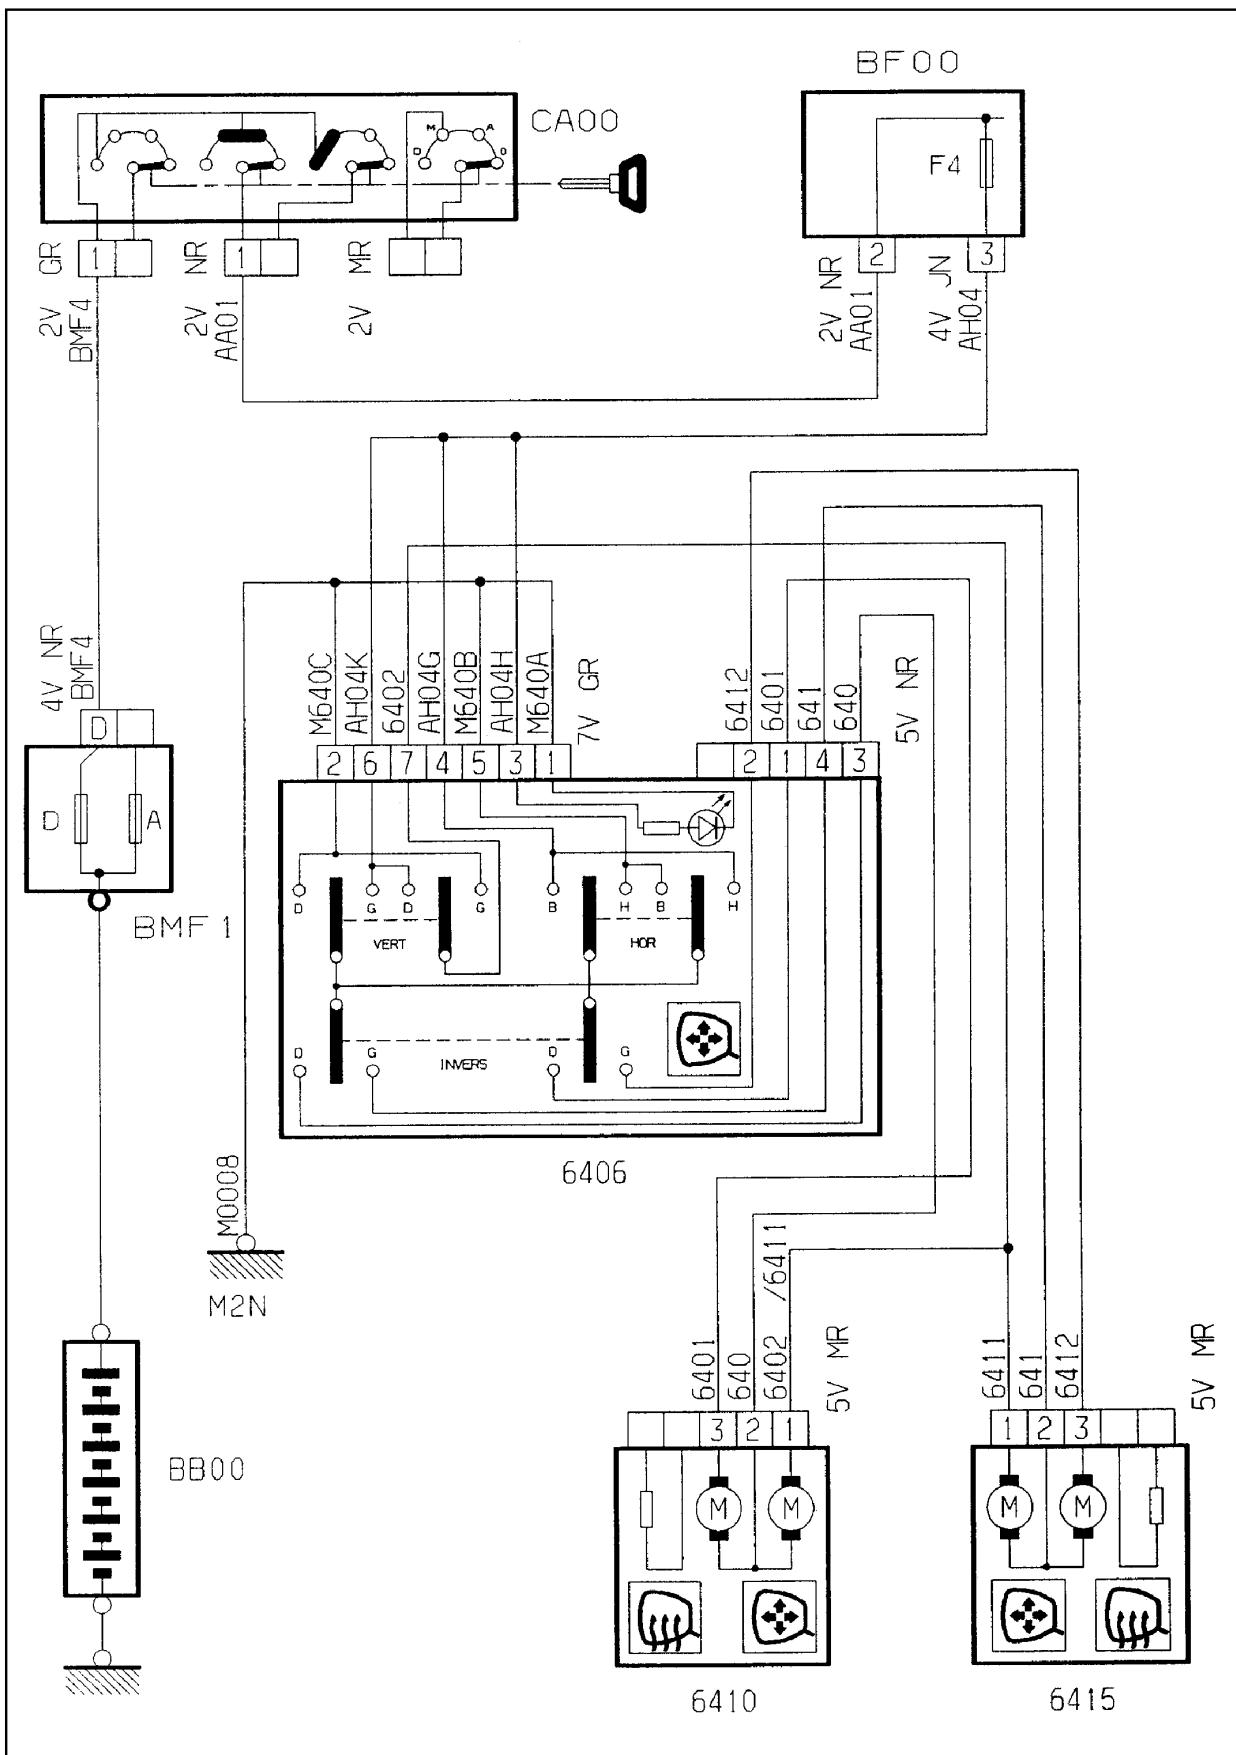 BF00
CA00
M
A
D
D
F4
GR
1
NR
1
MR
2
3
2V
BMF4
2V
AA01
2V
2V NR
AA01
4V JN
AH04
4V NR
BMF4
M640C
AH04K
6402
AH04G
M640B
AH04H
M640A
7V GR
6412
6401
641
640
5V NR
D
2
6
7
4
5
3
1
2
1
4
3
D
A
BMF1
D
G
D
G
B
H
B
H
VERT
HOR
D
G
D
G
INVERS
6406
M0008
M2N
6401
640
6402 /6411
5V MR
6411
641
6412
5V MR
3
2
1
1
2
3
BB00
M
M
M
M
6410
6415